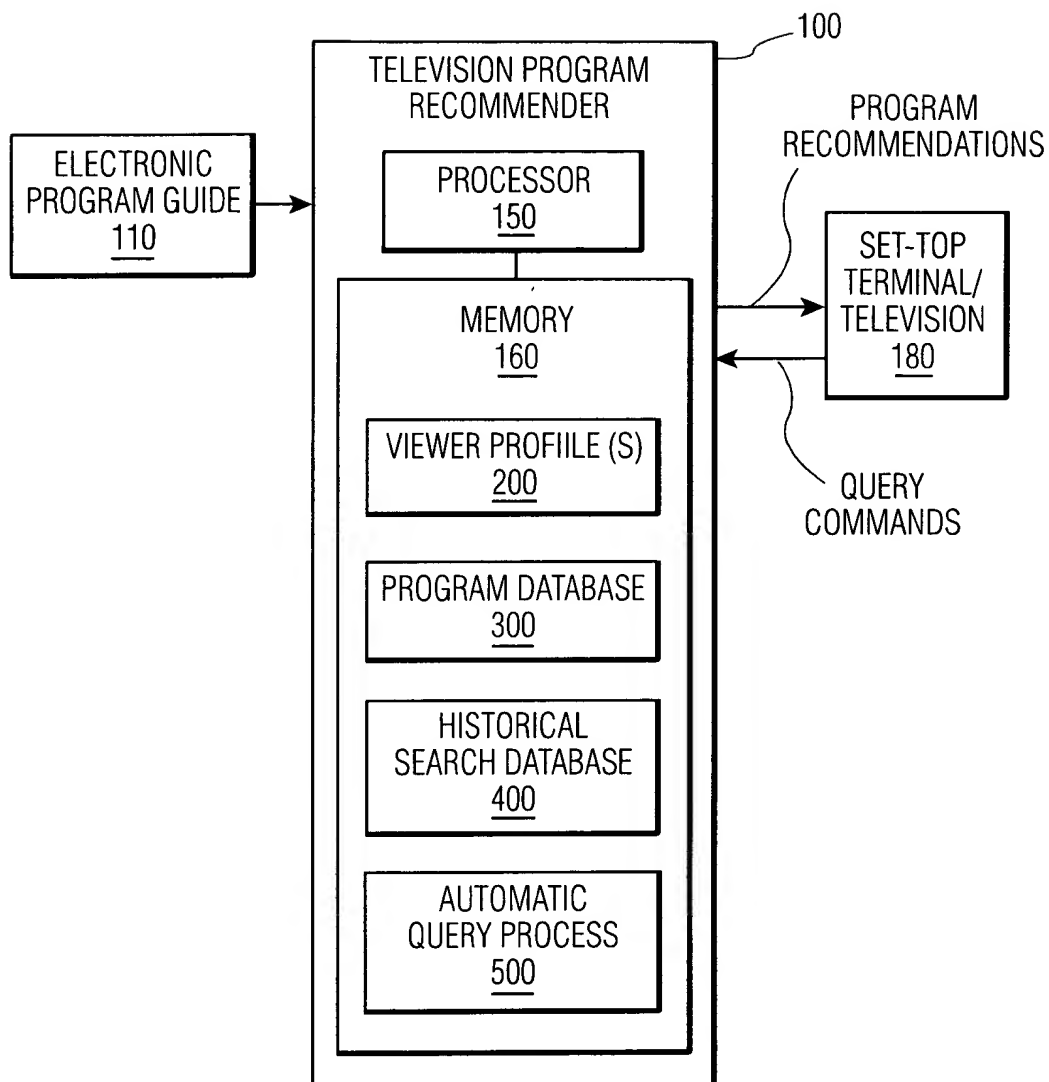 100
TELEVISION PROGRAM
RECOMMENDER
PROGRAM
RECOMMENDATIONS
ELECTRONIC
PROGRAM GUIDE
110
PROCESSOR
150
SET-TOP
TERMINAL/
TELEVISION
180
MEMORY
160
VIEWER PROFIILE (S)
200
QUERY
COMMANDS
PROGRAM DATABASE
300
HISTORICAL
SEARCH DATABASE
400
AUTOMATIC
QUERY PROCESS
500